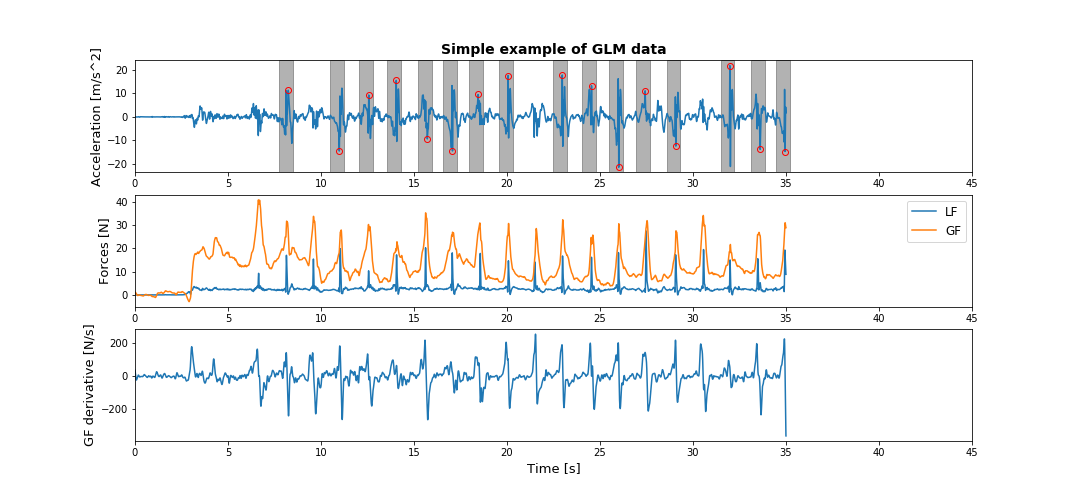 Simple example of GLM data
Acceleration [m/s^2]
20
10
0
−10
−20
0 5 10 15 20 25 30 35 40 45
Forces [N]
40
30
20
10
0
LF
GF
0 5 10 15 20 25 30 35 40 45
GF derivative [N/s]
200
0
−200
0 5 10 15 20 25 30 35 40 45
Time [s]